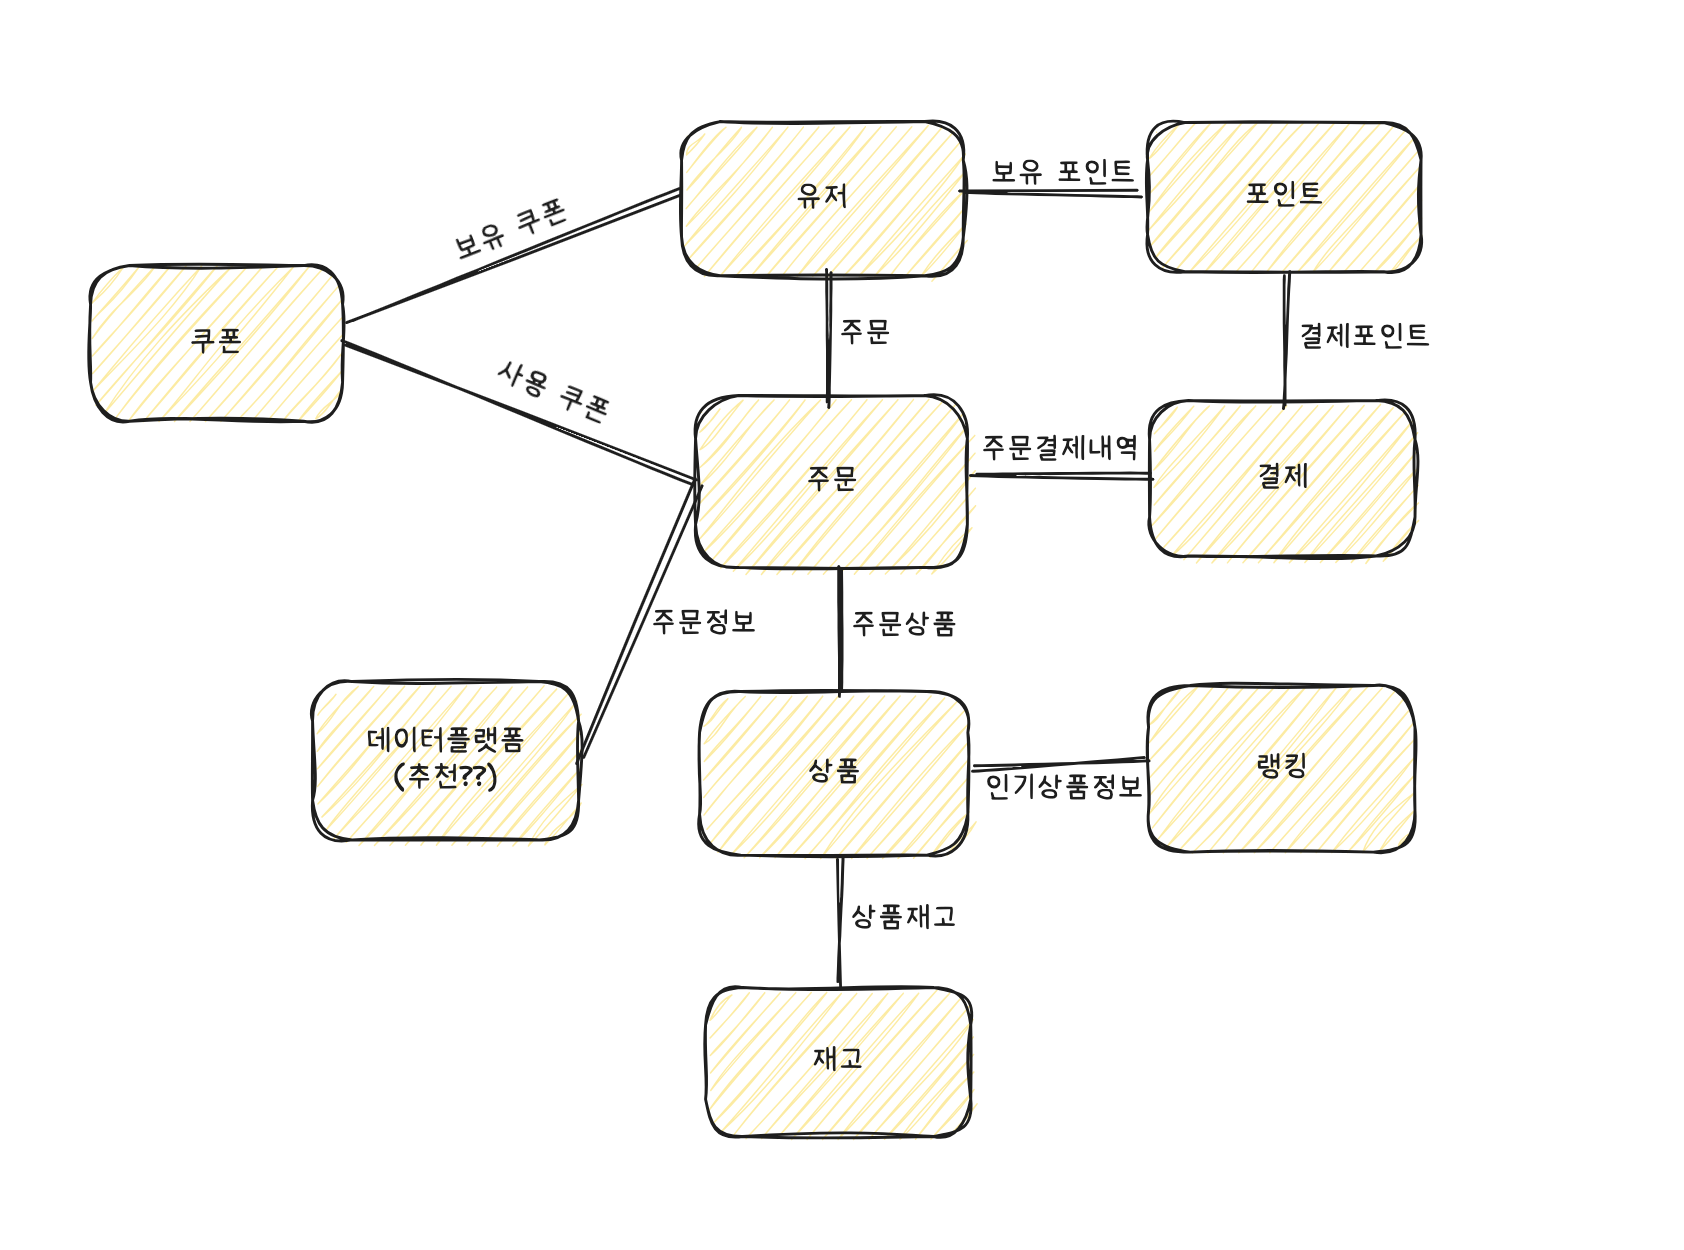 유저
보유 포인트
포인트
보유 쿠폰
쿠폰
주문
결제포인트
사용 쿠폰
주문
주문결제내역
결제
주문정보
주문상품
데이터플랫폼
(추천??)
상품
인기상품정보
랭킹
상품재고
재고